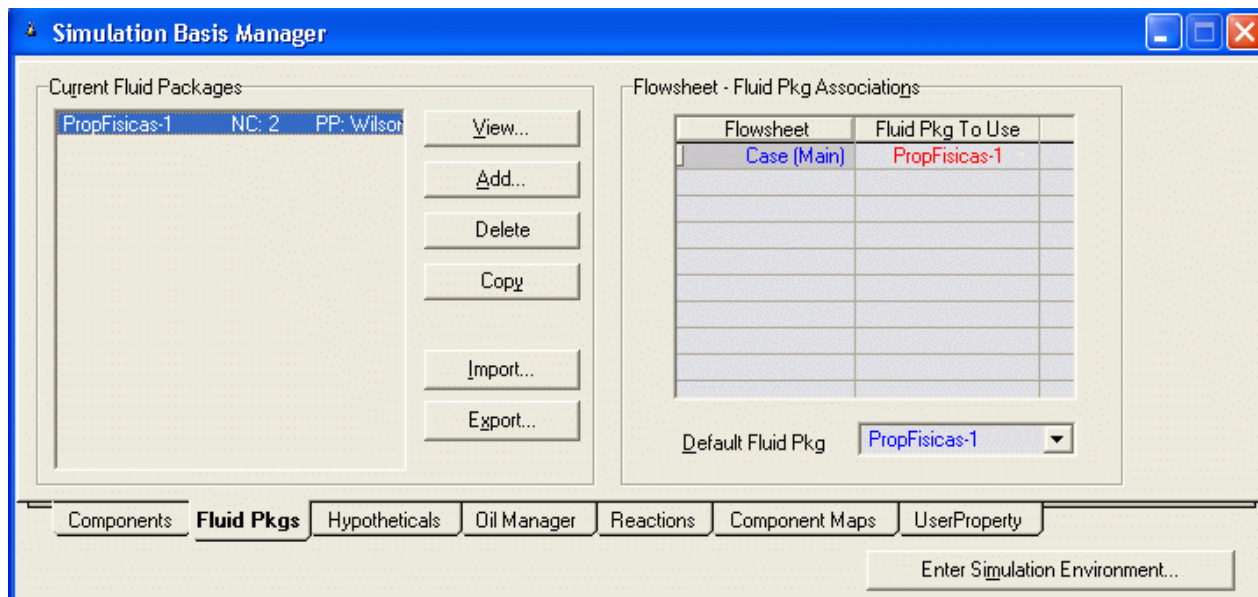 Simulation Basis Manager
Current Fluid Packages
PropFisicas-1 NC: 2 PP: Wilson
View...
Add...
Delete
Copy
Import...
Export...
Flowsheet - Fluid Pkg Associations
Flowsheet Fluid Pkg To Use
Case (Main) PropFisicas-1
Default Fluid Pkg PropFisicas-1
Components Fluid Pkgs Hypotheticals Oil Manager Reactions Component Maps UserProperty
Enter Simulation Environment...